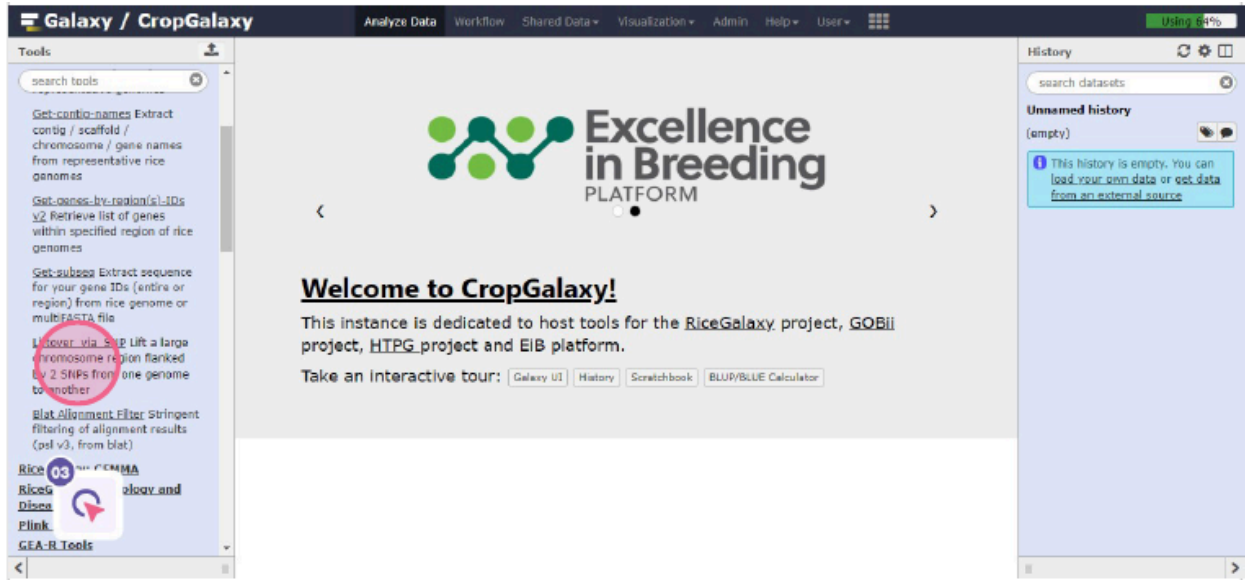 Galaxy / CropGalaxy
Analyze Data Workflow Shared Data Visualization Admin Help User
Using 64%
Tools
search tools
Get-contig-names Extract
contig / scaffold /
chromosome / gene names
from representative rice
genomes
Get-genes-by-region(s)-IDs
v2 Retrieve list of genes
within specified region of rice
genomes
Get-subseq Extract sequence
for your gene IDs (entire or
region) from rice genome or
multiFASTA file
Liftover_via_SNP Lift a large
chromosome region flanked
by 2 SNPs from one genome
to another
Blat Alignment Filter Stringent
filtering of alignment results
(psl v3, from blat)
Rice GEMMA
and
Plink
GEA-R Tools
03
Excellence
in Breeding
PLATFORM
Welcome to CropGalaxy!
This instance is dedicated to host tools for the RiceGalaxy project, GOBii
project, HTPG project and EiB platform.
Take an interactive tour: Galaxy UI History Scratchbook BLUP/BLUE Calculator
History
search datasets
Unnamed history
(empty)
This history is empty. You can
load your own data or get data
from an external source